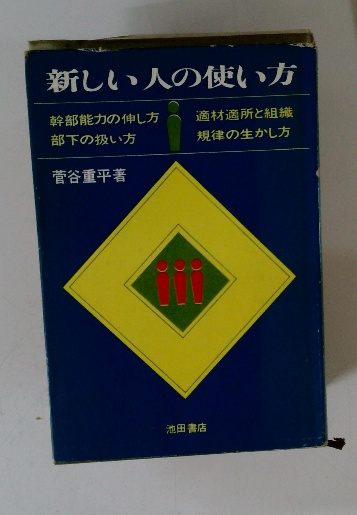 新しい人の使い方
幹部能力の伸し方
部下の扱い方
適材適所と組織
規律の生かし方
菅谷重平著
池田書店